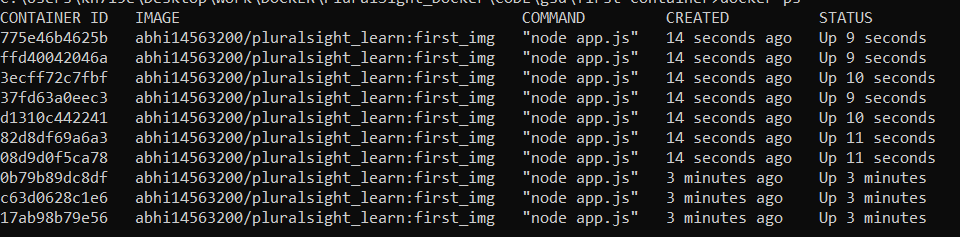 CONTAINER ID IMAGE COMMAND CREATED STATUS
775e46b4625b abhi14563200/pluralsight_learn:first_img "node app.js" 14 seconds ago Up 9 seconds
ffd40042046a abhi14563200/pluralsight_learn:first_img "node app.js" 14 seconds ago Up 9 seconds
3ecff72c7fbf abhi14563200/pluralsight_learn:first_img "node app.js" 14 seconds ago Up 10 seconds
37fd63a0eec3 abhi14563200/pluralsight_learn:first_img "node app.js" 14 seconds ago Up 9 seconds
d1310c442241 abhi14563200/pluralsight_learn:first_img "node app.js" 14 seconds ago Up 10 seconds
82d8df69a6a3 abhi14563200/pluralsight_learn:first_img "node app.js" 14 seconds ago Up 11 seconds
08d9d0f5ca78 abhi14563200/pluralsight_learn:first_img "node app.js" 14 seconds ago Up 11 seconds
0b79b89dc8df abhi14563200/pluralsight_learn:first_img "node app.js" 3 minutes ago Up 3 minutes
c63d0628c1e6 abhi14563200/pluralsight_learn:first_img "node app.js" 3 minutes ago Up 3 minutes
17ab98b79e56 abhi14563200/pluralsight_learn:first_img "node app.js" 3 minutes ago Up 3 minutes